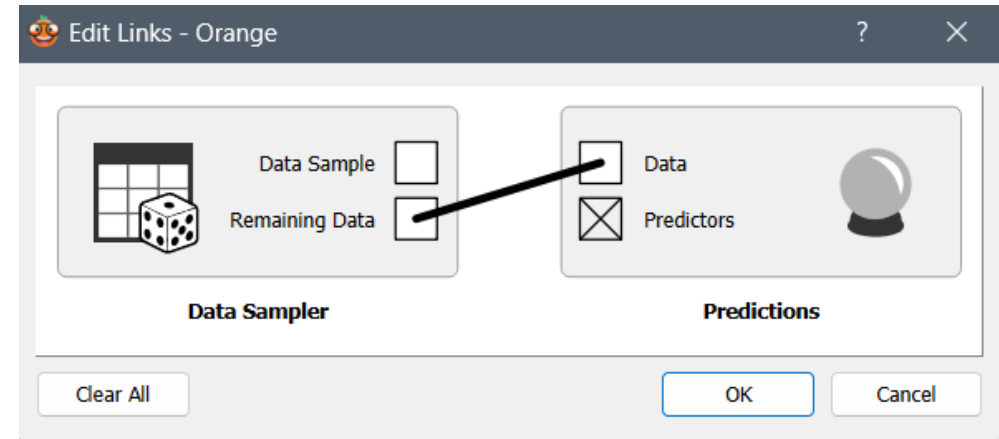 Edit Links - Orange
?
Data Sample
Data
Remaining Data
Predictors
Data Sampler
Predictions
Clear All
OK
Cancel